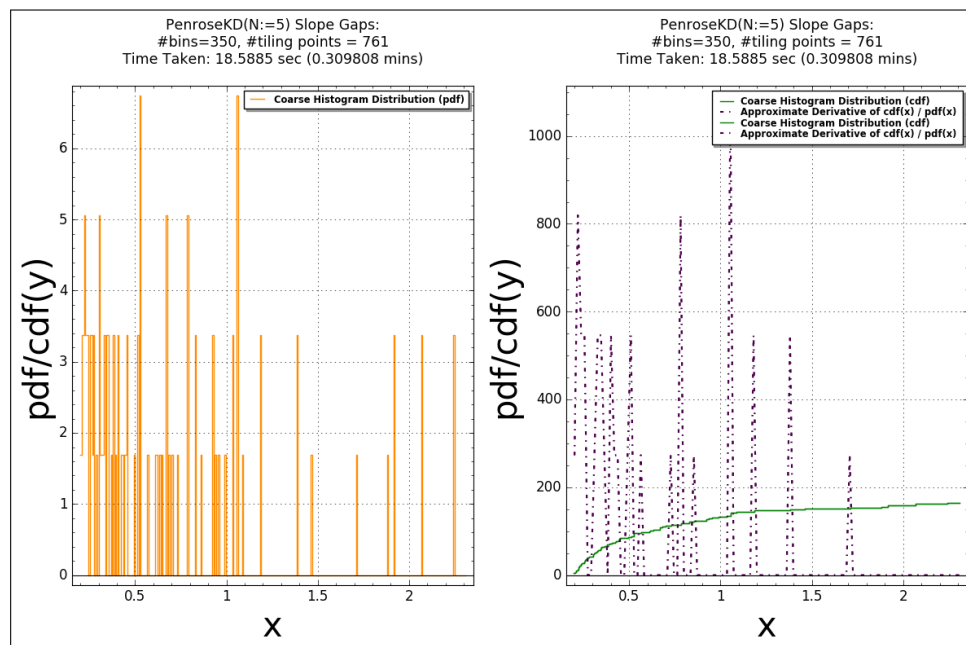 PenroseKD(N:=5) Slope Gaps:
#bins=350, #tiling points = 761
Time Taken: 18.5885 sec (0.309808 mins)
Coarse Histogram Distribution (pdf)
pdf/cdf(y)
6
5
4
3
2
1
0
0.5
1
1.5
2
x
PenroseKD(N:=5) Slope Gaps:
#bins=350, #tiling points = 761
Time Taken: 18.5885 sec (0.309808 mins)
Coarse Histogram Distribution (cdf)
Approximate Derivative of cdf(x) / pdf(x)
Coarse Histogram Distribution (cdf)
Approximate Derivative of cdf(x) / pdf(x)
pdf/cdf(y)
1000
800
600
400
200
0
0.5
1
1.5
2
x